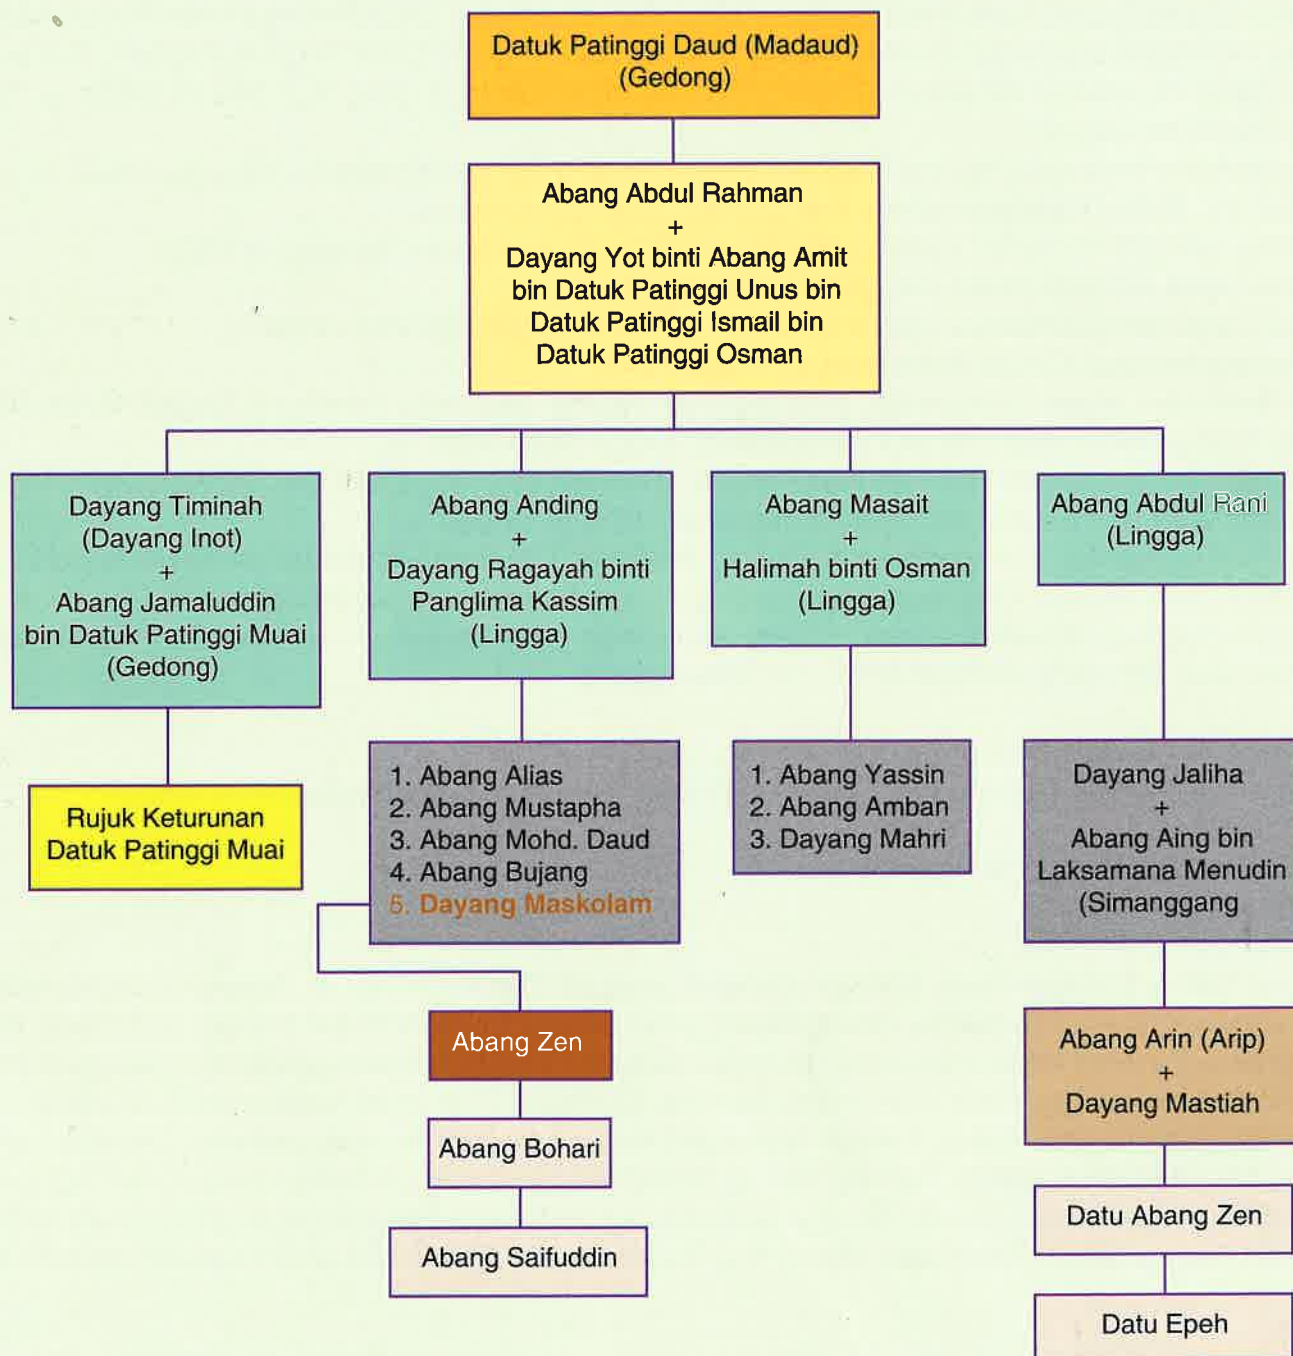 Datuk Patinggi Daud (Madaud)
(Gedong)
Abang Abdul Rahman
+
Dayang Yot binti Abang Amit
bin Datuk Patinggi Unus bin
Datuk Patinggi Ismail bin
Datuk Patinggi Osman
Dayang Timinah
(Dayang Inot)
+
Abang Jamaluddin
bin Datuk Patinggi Muai
(Gedong)
Abang Anding
+
Dayang Ragayah binti
Panglima Kassim
(Lingga)
Abang Masait
+
Halimah binti Osman
(Lingga)
Abang Abdul Rani
(Lingga)
Rujuk Keturunan
Datuk Patinggi Muai
1. Abang Alias
2. Abang Mustapha
3. Abang Mohd. Daud
4. Abang Bujang
5. Dayang Maskolam
1. Abang Yassin
2. Abang Amban
3. Dayang Mahri
Dayang Jaliha
+
Abang Aing bin
Laksamana Menudin
(Simanggang
Abang Zen
Abang Bohari
Abang Saifuddin
Abang Arin (Arip)
+
Dayang Mastiah
Datu Abang Zen
Datu Epeh